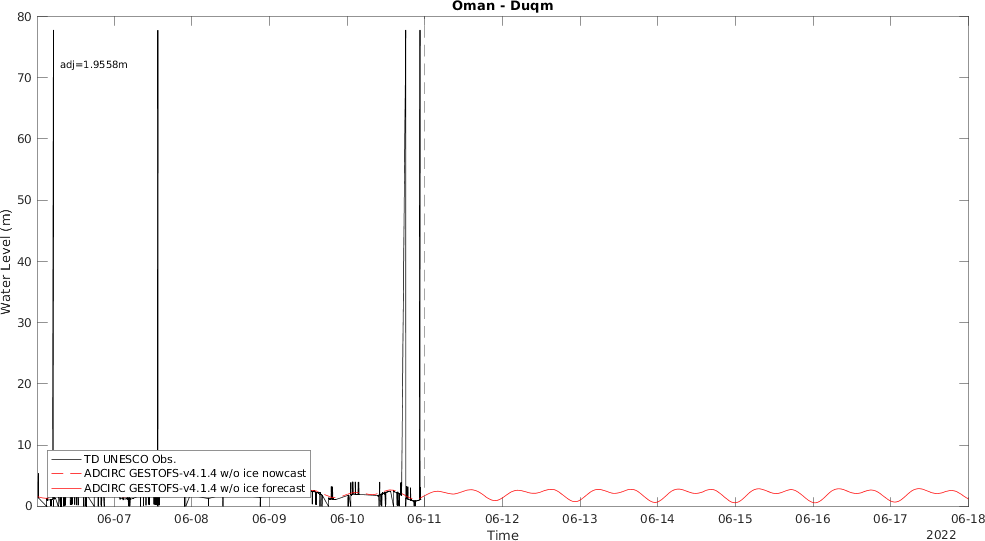 Oman - Duqm
80
adj=1.9558m
70
60
50
40
30
20
10
0
Water Level (m)
TD UNESCO Obs.
ADCIRC GESTOFS-v4.1.4 w/o ice nowcast
ADCIRC GESTOFS-v4.1.4 w/o ice forecast
06-07 06-08 06-09 06-10 06-11 06-12 06-13 06-14 06-15 06-16 06-17 06-18
Time
2022